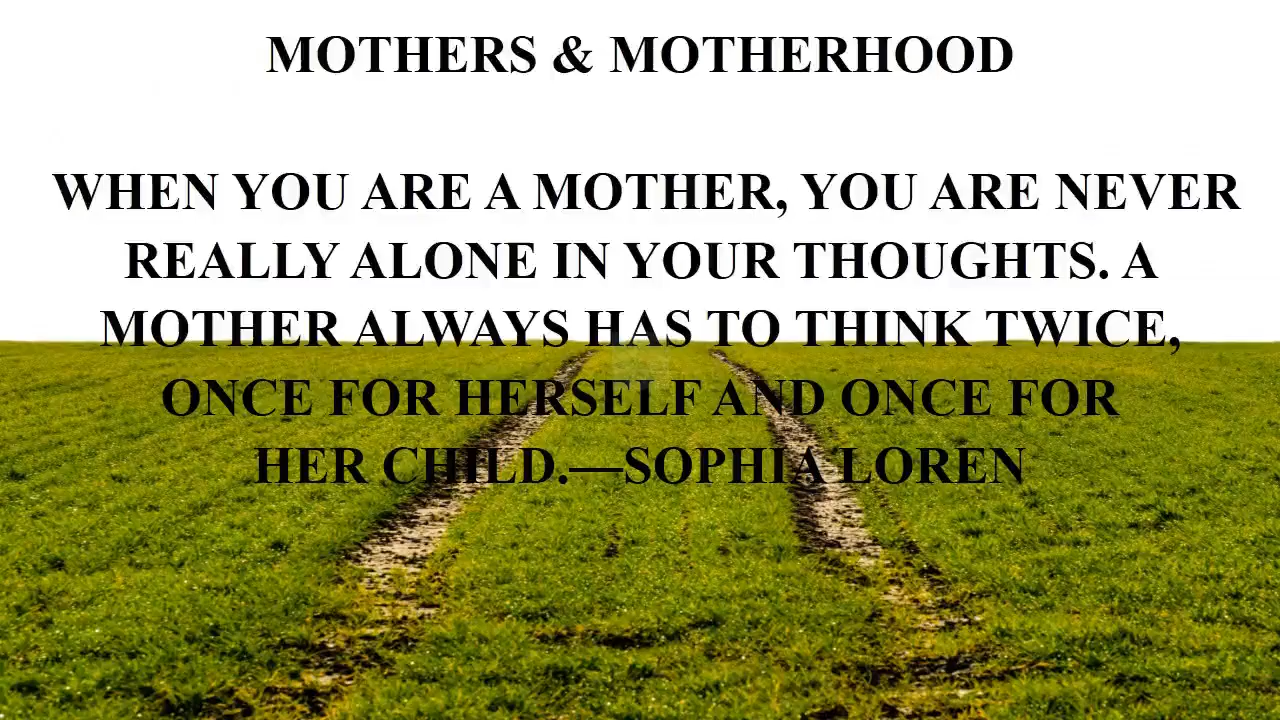 MOTHERS & MOTHERHOOD
WHEN YOU ARE A MOTHER, YOU ARE NEVER
REALLY ALONE IN YOUR THOUGHTS. A
MOTHER ALWAYS HAS TO THINK TWICE,
ONCE FOR HERSELF AND ONCE FOR
HER CHILD.—SOPHIA LOREN